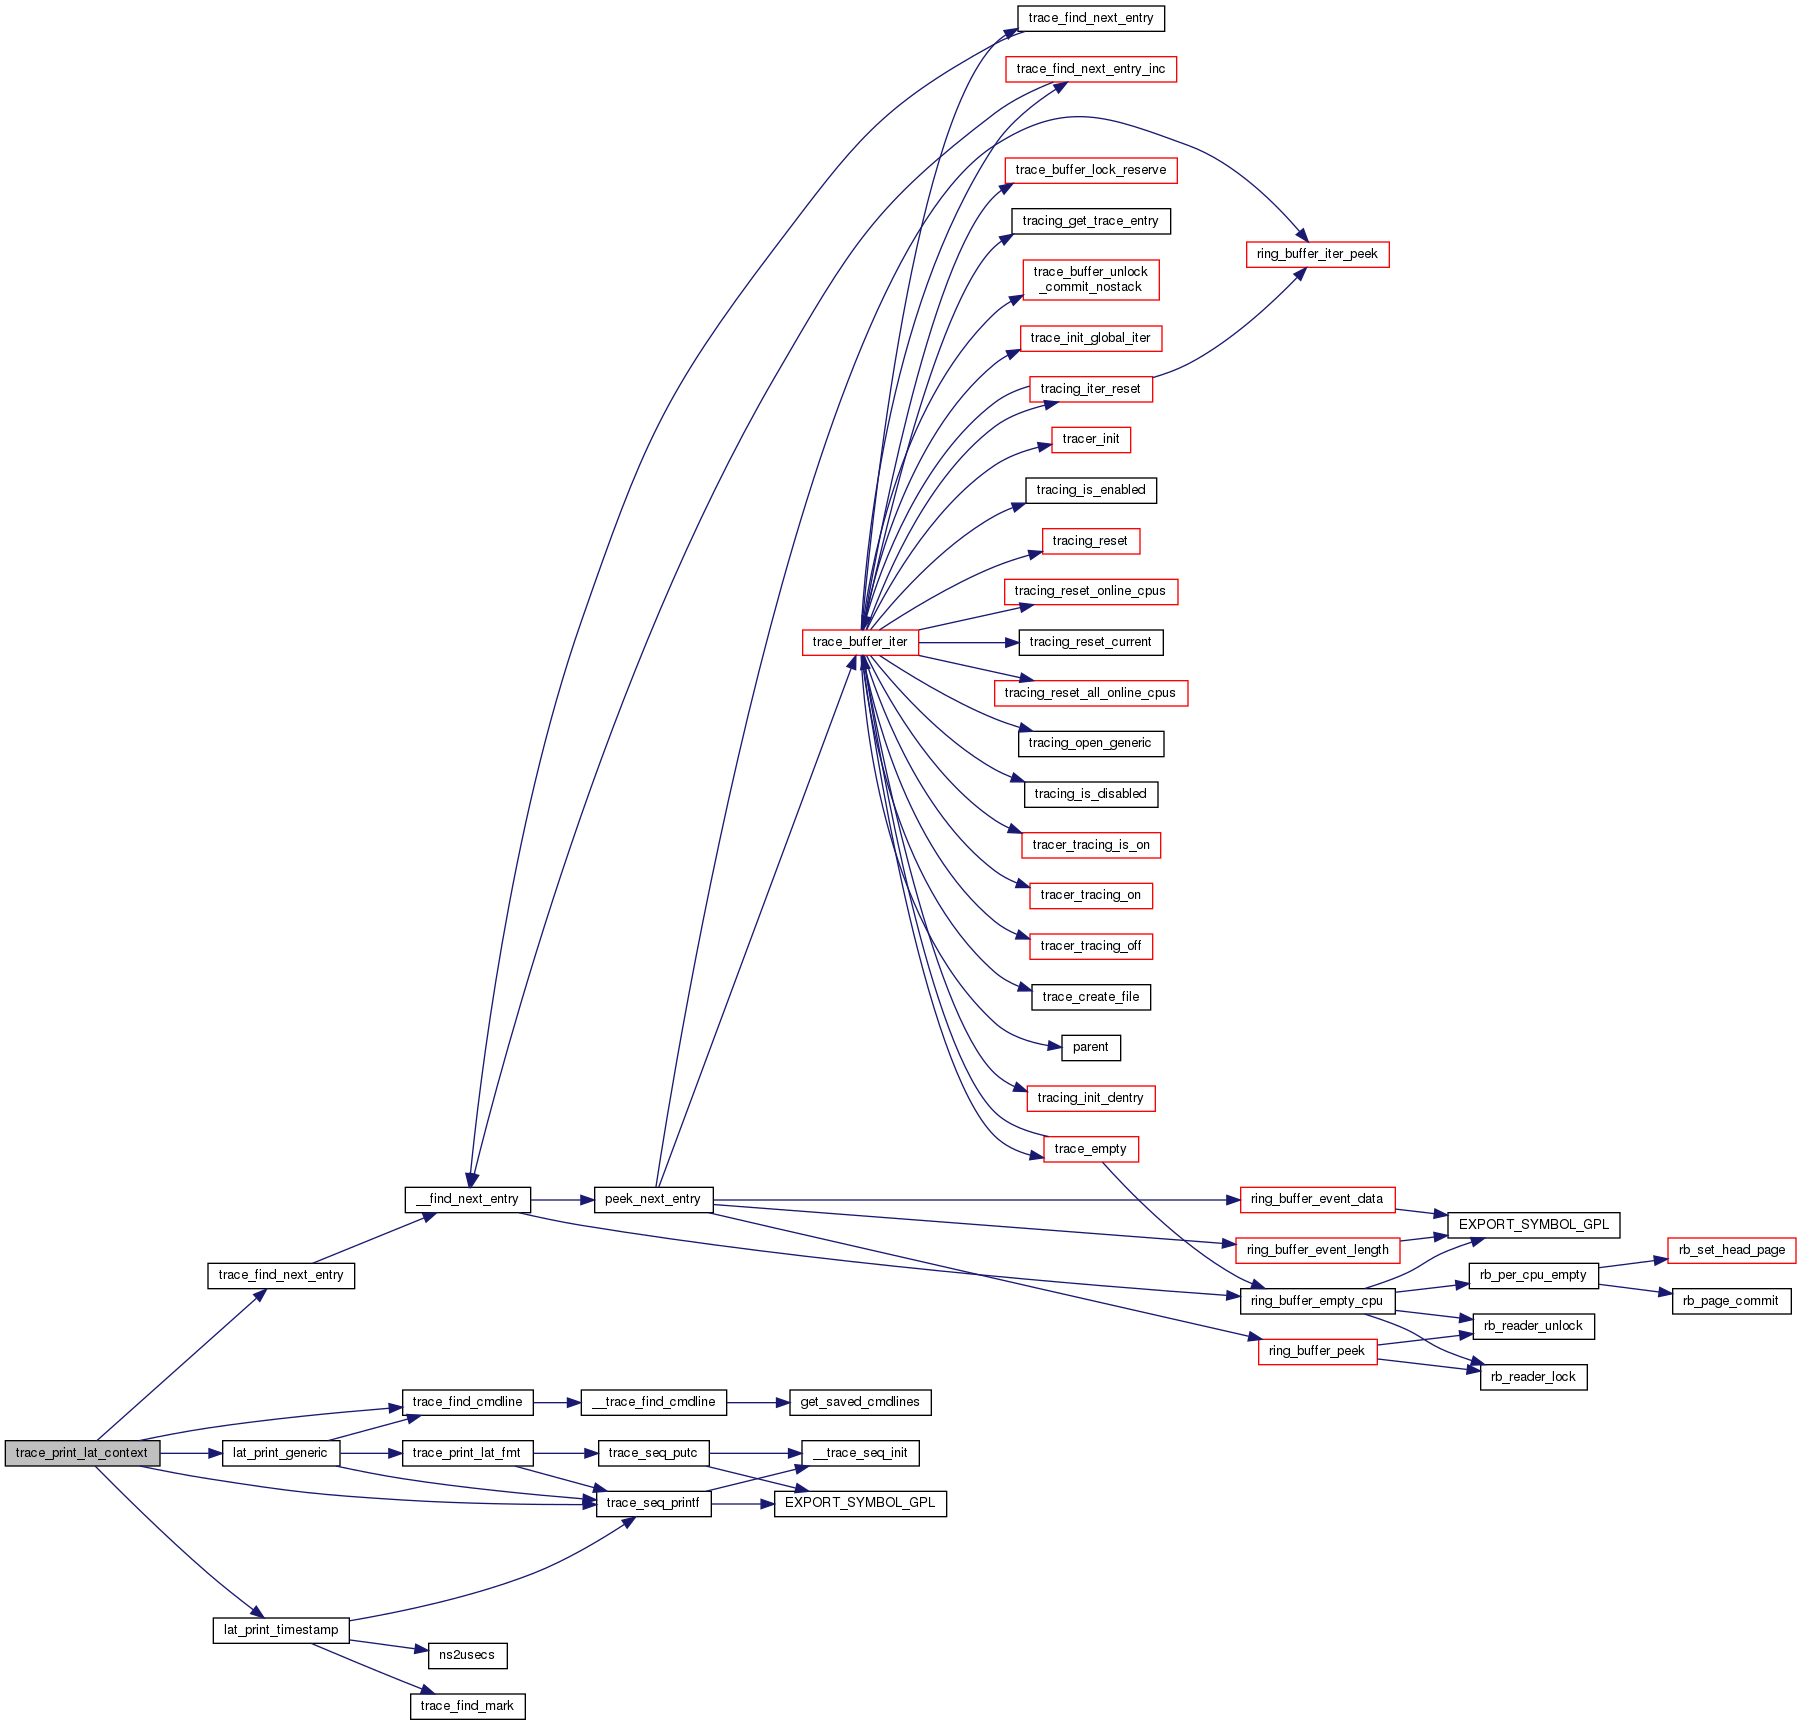 trace_find_next_entry
trace_find_next_entry_inc
trace_buffer_lock_reserve
tracing_get_trace_entry
ring_buffer_iter_peek
trace_buffer_unlock
_commit_nostack
trace_init_global_iter
tracing_iter_reset
tracer_init
tracing_is_enabled
tracing_reset
tracing_reset_online_cpus
trace_buffer_iter
tracing_reset_current
tracing_reset_all_online_cpus
tracing_open_generic
tracing_is_disabled
tracer_tracing_is_on
tracer_tracing_on
tracer_tracing_off
trace_create_file
parent
tracing_init_dentry
trace_empty
__find_next_entry
peek_next_entry
ring_buffer_event_data
EXPORT_SYMBOL_GPL
ring_buffer_event_length
rb_set_head_page
trace_find_next_entry
rb_per_cpu_empty
ring_buffer_empty_cpu
rb_page_commit
rb_reader_unlock
ring_buffer_peek
rb_reader_lock
trace_find_cmdline
__trace_find_cmdline
get_saved_cmdlines
trace_print_lat_context
lat_print_generic
trace_print_lat_fmt
trace_seq_putc
__trace_seq_init
trace_seq_printf
EXPORT_SYMBOL_GPL
lat_print_timestamp
ns2usecs
trace_find_mark